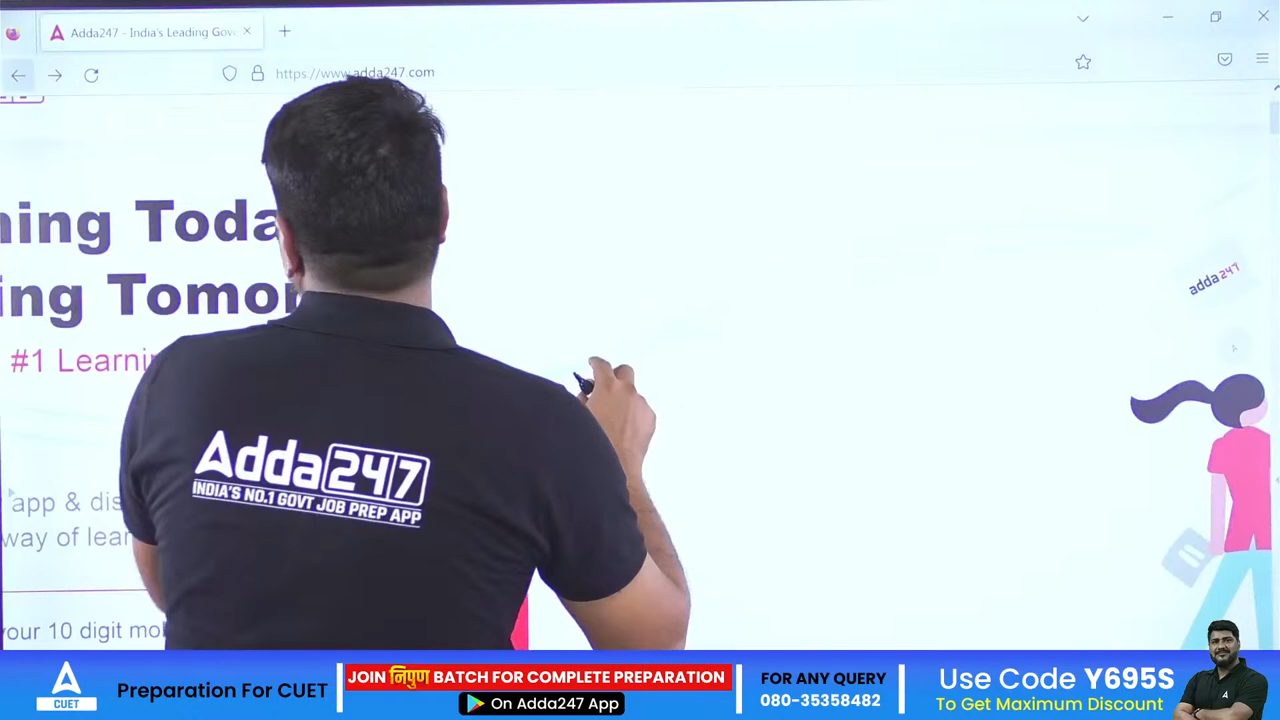 Adda247 - India's Leading Gov
https://www.adda247.com
ning Toda
ing Tomor
#1 Learni
app & dis
way of lear
your 10 digit mo
adda247
Adda247
INDIA'S NO.1 GOVT JOB PREP APP
CUET
Preparation For CUET
JOIN निपुण BATCH FOR COMPLETE PREPARATION
On Adda247 App
FOR ANY QUERY
080-35358482
Use Code Y695S
To Get Maximum Discount